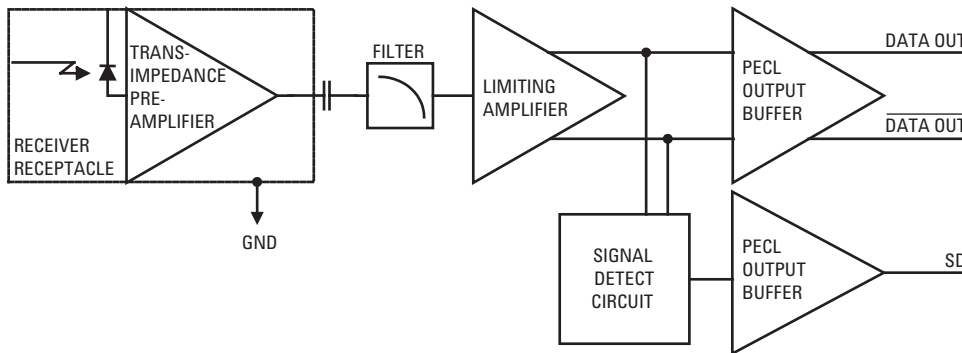 TRANS-
IMPEDANCE
PRE-
AMPLIFIER
RECEIVER
RECEPTACLE
GND
FILTER
LIMITING
AMPLIFIER
PECL
OUTPUT
BUFFER
DATA OUT
DATA OUT
SIGNAL
DETECT
CIRCUIT
PECL
OUTPUT
BUFFER
SD